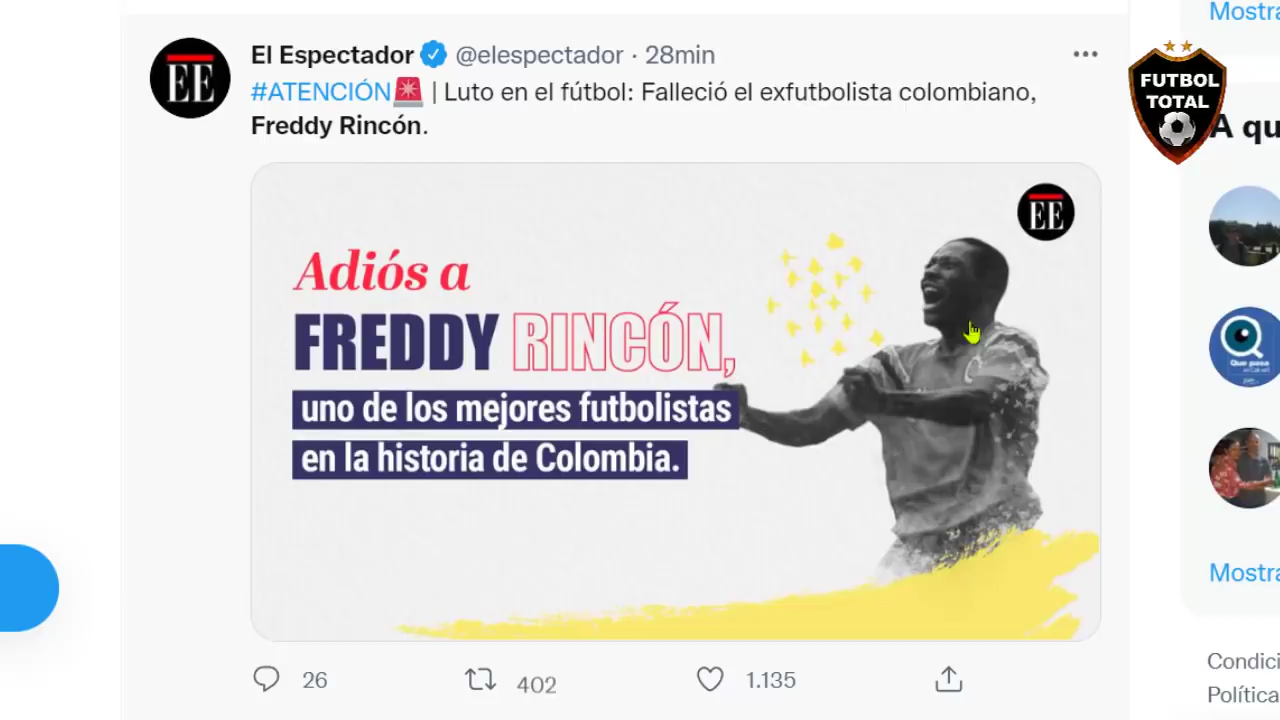 Mostra
El Espectador @elespectador · 28min
#ATENCIÓN | Luto en el fútbol: Falleció el exfutbolista colombiano,
Freddy Rincón.
EE
FUTBOL
TOTAL
A qu
EE
Adiós a
FREDDY RINCÓN,
uno de los mejores futbolistas
en la historia de Colombia.
Que pasa
Mostra
26 402 1.135
Condici
Política